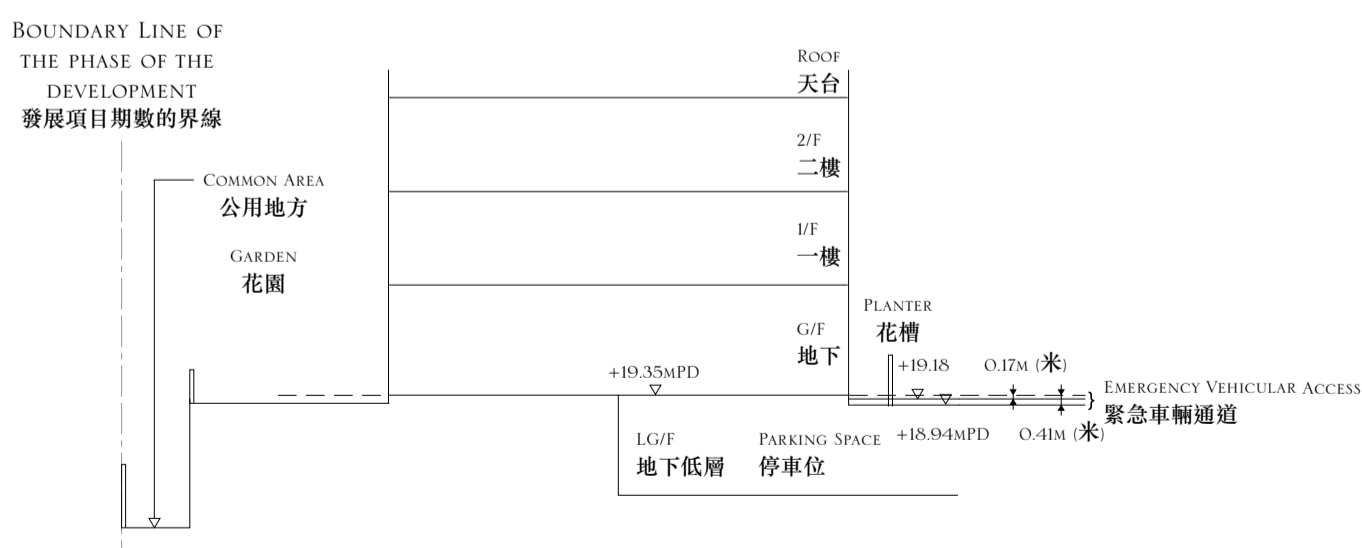 Boundary Line of
the phase of the
development
發展項目期數的界線
Roof
天台
2/F
二樓
Common Area
公用地方
1/F
一樓
Garden
花園
Planter
花槽
G/F
地下
+19.35mPD
+19.18
0.17m (米)
Emergency Vehicular Access
緊急車輛通道
LG/F
地下低層
Parking Space
停車位
+18.94mPD
0.41m (米)